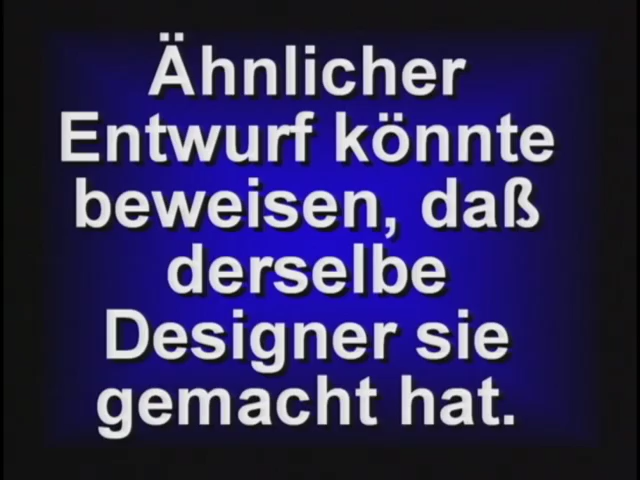 Ähnlicher
Entwurf könnte
beweisen, daß
derselbe
Designer sie
gemacht hat.